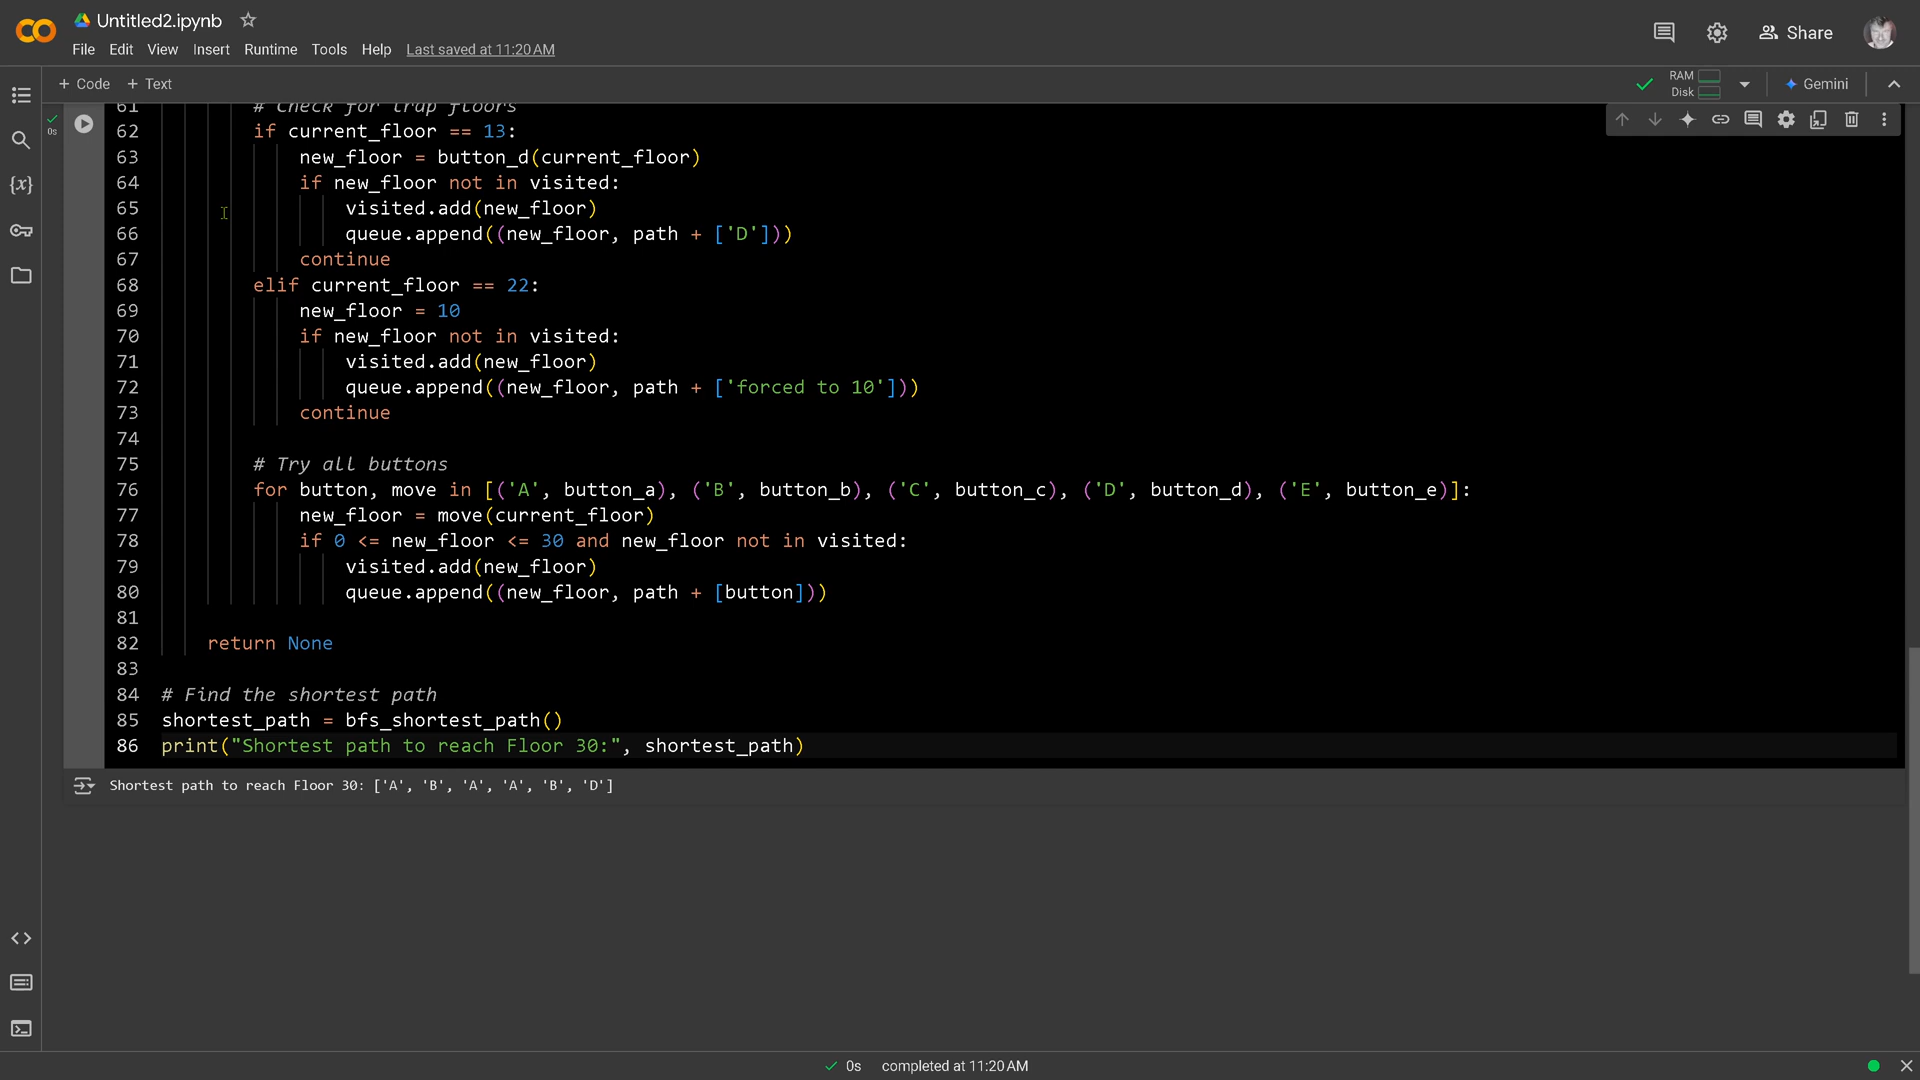 Untitled2.ipynb
File Edit View Insert Runtime Tools Help Last saved at 11:20 AM
Share
+ Code + Text
RAM
Disk
Gemini
0s
61 # Check for trap floors
62 if current_floor == 13:
63 new_floor = button_d(current_floor)
64 if new_floor not in visited:
65 visited.add(new_floor)
66 queue.append((new_floor, path + ['D']))
67 continue
68 elif current_floor == 22:
69 new_floor = 10
70 if new_floor not in visited:
71 visited.add(new_floor)
72 queue.append((new_floor, path + ['forced to 10']))
73 continue
74
75 # Try all buttons
76 for button, move in [('A', button_a), ('B', button_b), ('C', button_c), ('D', button_d), ('E', button_e)]:
77 new_floor = move(current_floor)
78 if 0 <= new_floor <= 30 and new_floor not in visited:
79 visited.add(new_floor)
80 queue.append((new_floor, path + [button]))
81
82 return None
83
84 # Find the shortest path
85 shortest_path = bfs_shortest_path()
86 print("Shortest path to reach Floor 30:", shortest_path)
Shortest path to reach Floor 30: ['A', 'B', 'A', 'A', 'B', 'D']
0s completed at 11:20 AM